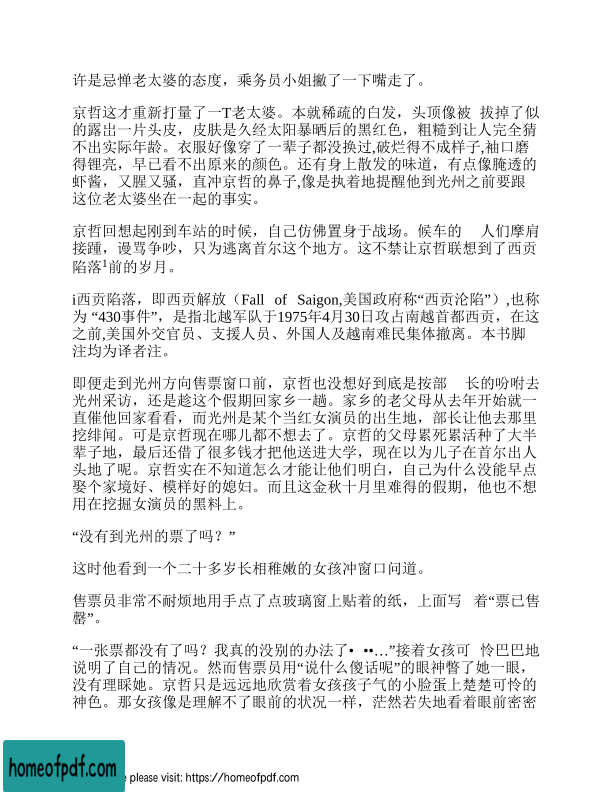 许是忌惮老太婆的态度，乘务员小姐撇了一下嘴走了。
京哲这才重新打量了一T老太婆。本就稀疏的白发，头顶像被 拔掉了似
的露出一片头皮，皮肤是久经太阳暴晒后的黑红色，粗糙到让人完全猜
不出实际年龄。衣服好像穿了一辈子都没换过,破烂得不成样子,袖口磨
得锂亮，早已看不出原来的颜色。还有身上散发的味道，有点像腌透的
虾酱，又腥又骚，直冲京哲的鼻子,像是执着地提醒他到光州之前要跟
这位老太婆坐在一起的事实。
京哲回想起刚到车站的时候，自己仿佛置身于战场。候车的 人们摩肩
接踵，谩骂争吵，只为逃离首尔这个地方。这不禁让京哲联想到了西贡
陷落1前的岁月。
i西贡陷落，即西贡解放（Fall of Saigon,美国政府称“西贡沦陷”）,也称
为 “430事件”，是指北越军队于1975年4月30日攻占南越首都西贡，在这
之前,美国外交官员、支援人员、外国人及越南难民集体撤离。本书脚
注均为译者注。
即便走到光州方向售票窗口前，京哲也没想好到底是按部 长的吩咐去
光州采访，还是趁这个假期回家乡一趟。家乡的老父母从去年开始就一
直催他回家看看，而光州是某个当红女演员的出生地，部长让他去那里
挖绯闻。可是京哲现在哪儿都不想去了。京哲的父母累死累活种了大半
辈子地，最后还借了很多钱才把他送进大学，现在以为儿子在首尔出人
头地了呢。京哲实在不知道怎么才能让他们明白，自己为什么没能早点
娶个家境好、模样好的媳妇。而且这金秋十月里难得的假期，他也不想
用在挖掘女演员的黑料上。
“没有到光州的票了吗？”
这时他看到一个二十多岁长相稚嫩的女孩冲窗口问道。
售票员非常不耐烦地用手点了点玻璃窗上贴着的纸，上面写 着“票已售
罄”。
“一张票都没有了吗？我真的没别的办法了• ••…”接着女孩可 怜巴巴地
说明了自己的情况。然而售票员用“说什么傻话呢”的眼神瞥了她一眼，
没有理睬她。京哲只是远远地欣赏着女孩孩子气的小脸蛋上楚楚可怜的
神色。那女孩像是理解不了眼前的状况一样，茫然若失地看着眼前密密
homeofpdf.com
e please visit: https://homeofpdf.com